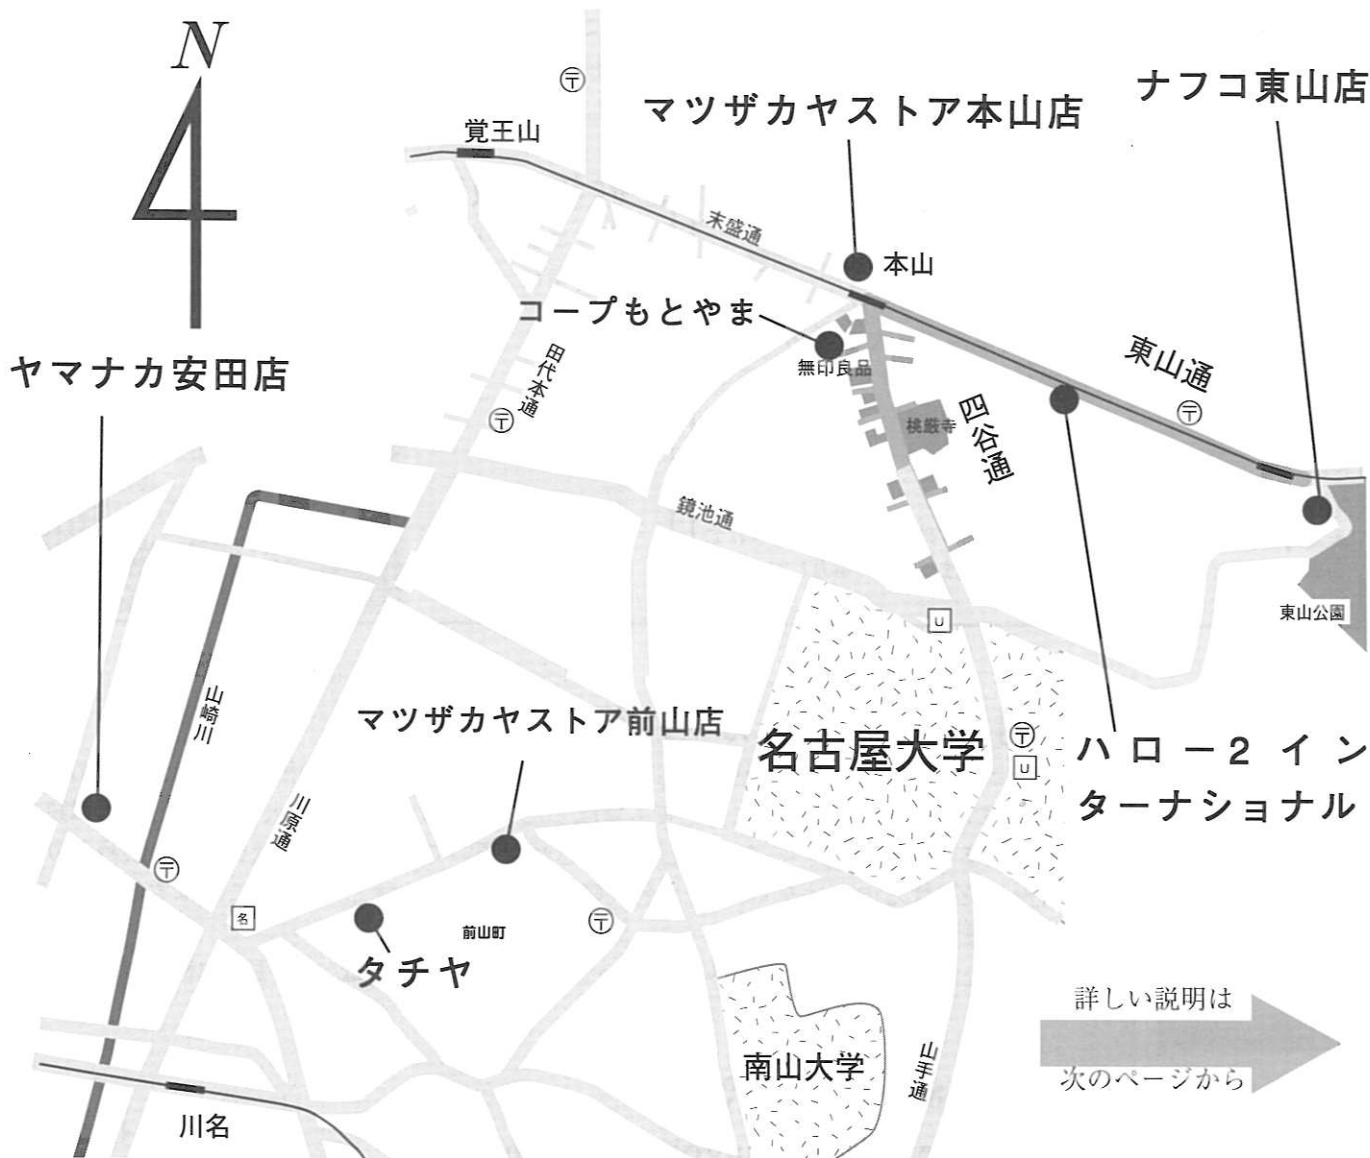 N
ナフコ東山店
マツザカヤストア本山店
覚王山
末盛通
本山
コープもとやま
東山通
ヤマナカ安田店
田代本通
無印良品
四谷通
桃巌寺
鏡池通
U
東山公園
山崎川
マツザカヤストア前山店
名古屋大学
U
ハロー2 イン
ターナショナル
川原通
名
前山町
タチヤ
詳しい説明は
次のページから
南山大学
山手通
川名